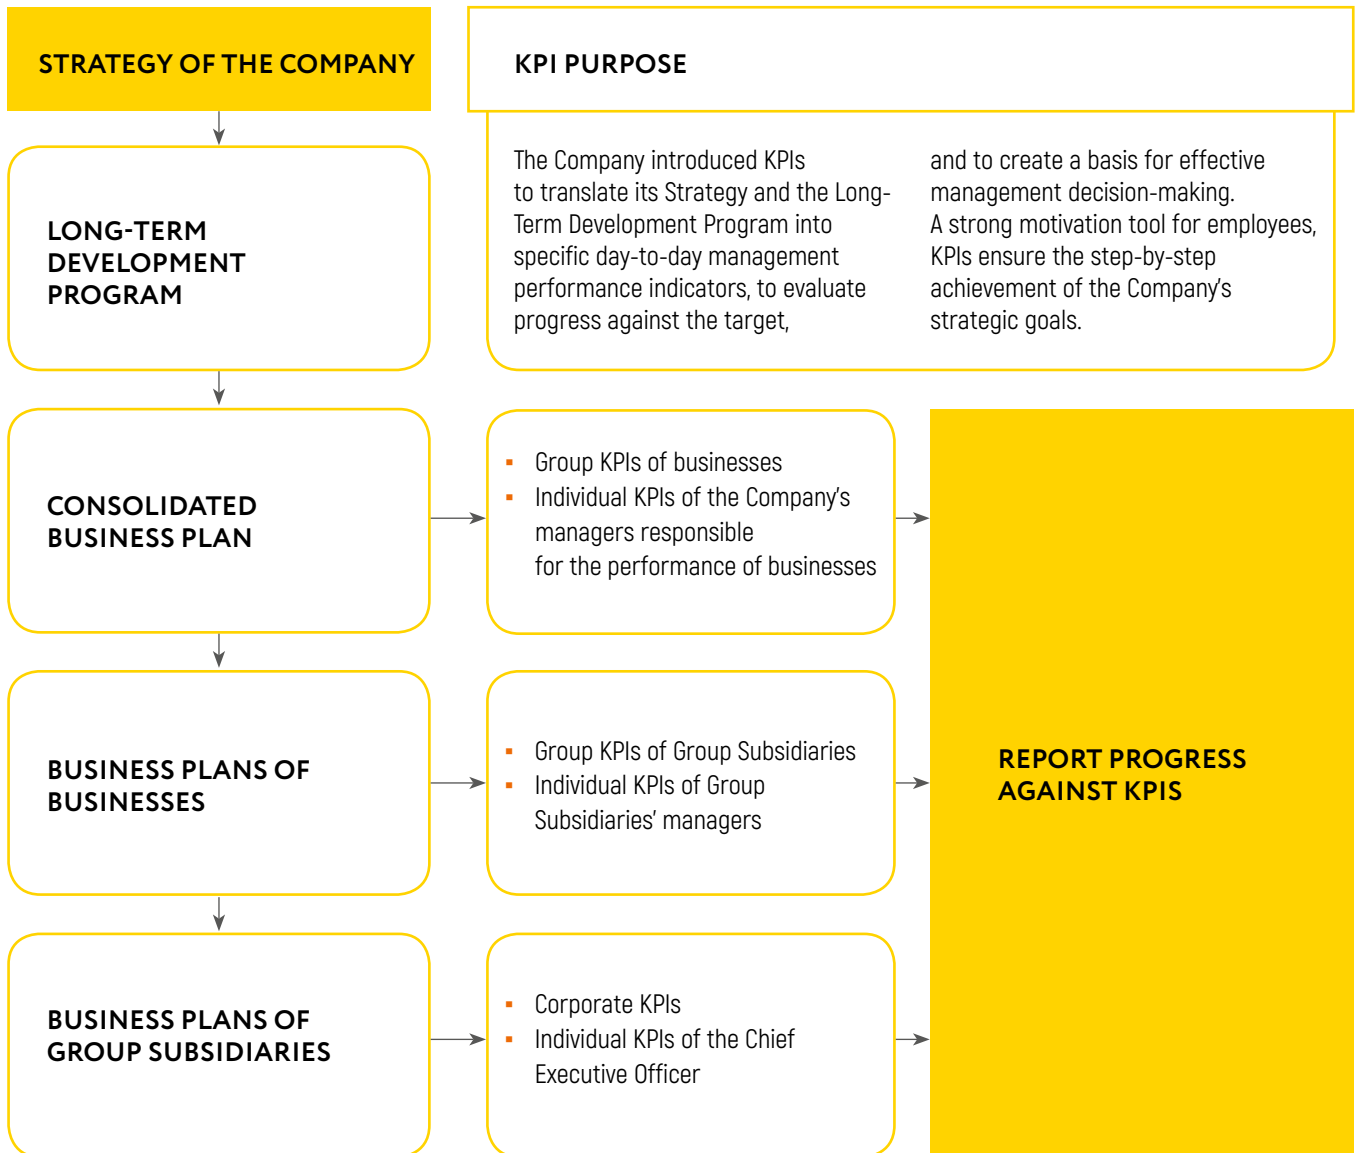 STRATEGY OF THE COMPANY
KPI PURPOSE
The Company introduced KPIs
to translate its Strategy and the Long-
Term Development Program into
specific day-to-day management
performance indicators, to evaluate
progress against the target,
and to create a basis for effective
management decision-making.
A strong motivation tool for employees,
KPIs ensure the step-by-step
achievement of the Company's
strategic goals.
LONG-TERM
DEVELOPMENT
PROGRAM
CONSOLIDATED
BUSINESS PLAN
▪ Group KPIs of businesses
▪ Individual KPIs of the Company's
managers responsible
for the performance of businesses
BUSINESS PLANS OF
BUSINESSES
▪ Group KPIs of Group Subsidiaries
▪ Individual KPIs of Group
Subsidiaries' managers
REPORT PROGRESS
AGAINST KPIS
BUSINESS PLANS OF
GROUP SUBSIDIARIES
▪ Corporate KPIs
▪ Individual KPIs of the Chief
Executive Officer